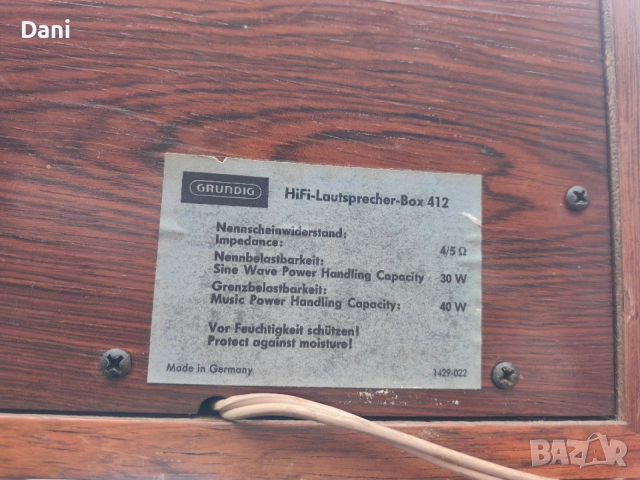 Dani
GRUNDIG
HiFi-Lautsprecher-Box 412
Nennscheinwiderstand:
Impedance: 4/5 Ω
Nennbelastbarkeit:
Sine Wave Power Handling Capacity 30 W
Grenzbelastbarkeit:
Music Power Handling Capacity: 40 W
Vor Feuchtigkeit schützen!
Protect against moisture!
Made in Germany 1429-022
BAZAR